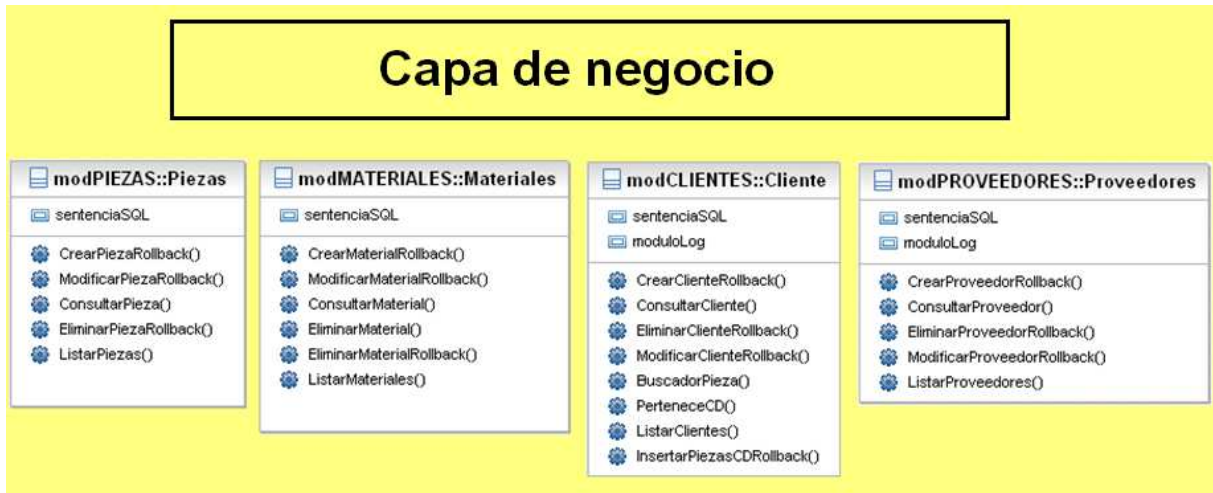 Capa de negocio
modPIEZAS::Piezas
sentenciaSQL
CrearPiezaRollback()
ModificarPiezaRollback()
ConsultarPieza()
EliminarPiezaRollback()
ListarPiezas()
modMATERIALES::Materiales
sentenciaSQL
CrearMaterialRollback()
ModificarMaterialRollback()
ConsultarMaterial()
EliminarMaterial()
EliminarMaterialRollback()
ListarMateriales()
modCLIENTES::Cliente
sentenciaSQL
moduloLog
CrearClienteRollback()
ConsultarCliente()
EliminarClienteRollback()
ModificarClienteRollback()
BuscadorPieza()
PerteneceCD()
ListarClientes()
InsertarPiezasCDRollback()
modPROVEEDORES::Proveedores
sentenciaSQL
moduloLog
CrearProveedorRollback()
ConsultarProveedor()
EliminarProveedorRollback()
ModificarProveedorRollback()
ListarProveedores()